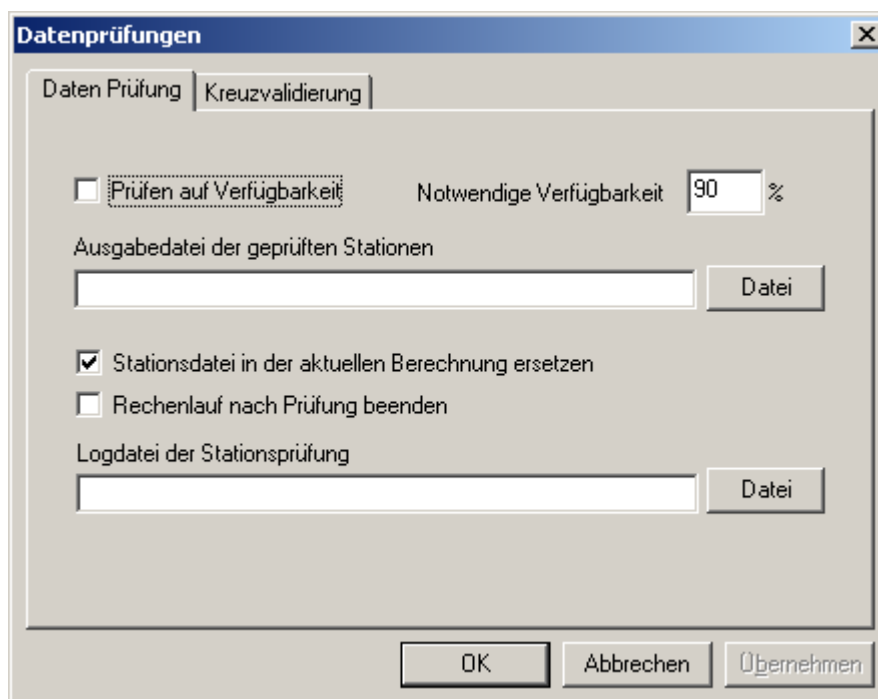 Datenprüfungen
Daten Prüfung Kreuzvalidierung
Prüfen auf Verfügbarkeit Notwendige Verfügbarkeit 90 %
Ausgabedatei der geprüften Stationen
Datei
Stationsdatei in der aktuellen Berechnung ersetzen
Rechenlauf nach Prüfung beenden
Logdatei der Stationsprüfung
Datei
OK Abbrechen Übernehmen